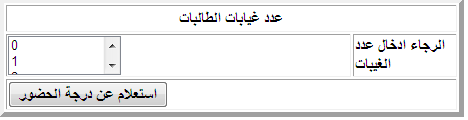 عدد غيابات الطالبات
الرجاء ادخال عدد
الغيبات
0
1
استعلام عن درجة الحضور